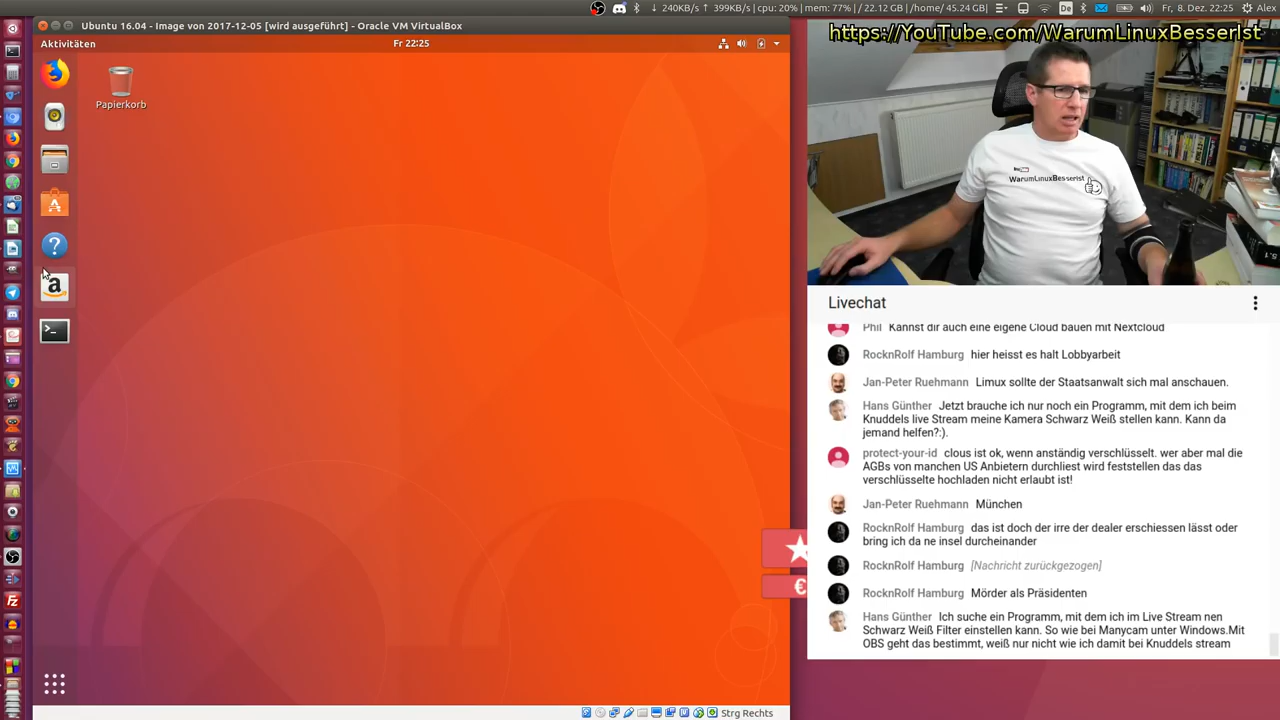 Ubuntu 16.04 - Image von 2017-12-05 [wird ausgeführt] - Oracle VM VirtualBox
240KB/s
399KB/s
cpu: 20%
mem: 77%
// 22.12 GB
/home/ 45.24 GB
De
Fr, 8. Dez, 22:25
Alex
Aktivitäten
Fr 22:25
https://YouTube.com/WarumLinuxBesserIst
Papierkorb
WarumLinuxBesserIst
5.1
Livechat
Phil Kannst dir auch eine eigene Cloud bauen mit Nextcloud
RocknRolf Hamburg hier heisst es halt Lobbyarbeit
Jan-Peter Ruehmann Limux sollte der Staatsanwalt sich mal anschauen.
Hans Günther Jetzt brauche ich nur noch ein Programm, mit dem ich beim
Knuddels live Stream meine Kamera Schwarz Weiß stellen kann. Kann da
jemand helfen?:).
protect-your-id clous ist ok, wenn anständig verschlüsselt. wer aber mal die
AGBs von manchen US Anbietern durchliest wird feststellen das das
verschlüsselte hochladen nicht erlaubt ist!
Jan-Peter Ruehmann München
RocknRolf Hamburg das ist doch der irre der dealer erschiessen lässt oder
bring ich da ne insel durcheinander
RocknRolf Hamburg [Nachricht zurückgezogen]
RocknRolf Hamburg Mörder als Präsidenten
Hans Günther Ich suche ein Programm, mit dem ich im Live Stream nen
Schwarz Weiß Filter einstellen kann. So wie bei Manycam unter Windows.Mit
OBS geht das bestimmt, weiß nur nicht wie ich damit bei Knuddels stream
€
Strg Rechts